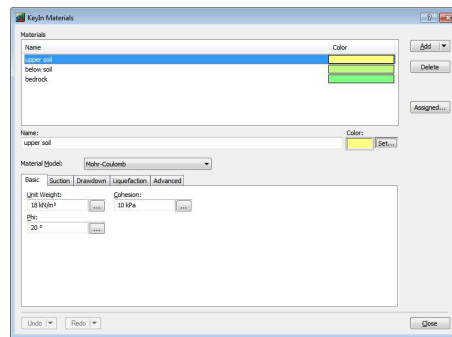 KeyIn Materials
Materials
Name Color
upper soil
below soil
bedrock
Add
Delete
Assigned...
Name: Color:
upper soil Set...
Material Model: Mohr-Coulomb
Basic Suction Drawdown Liquefaction Advanced
Unit Weight: Cohesion:
18 kN/m³ ... 10 kPa ...
Phi:
20 ° ...
Undo Redo Close